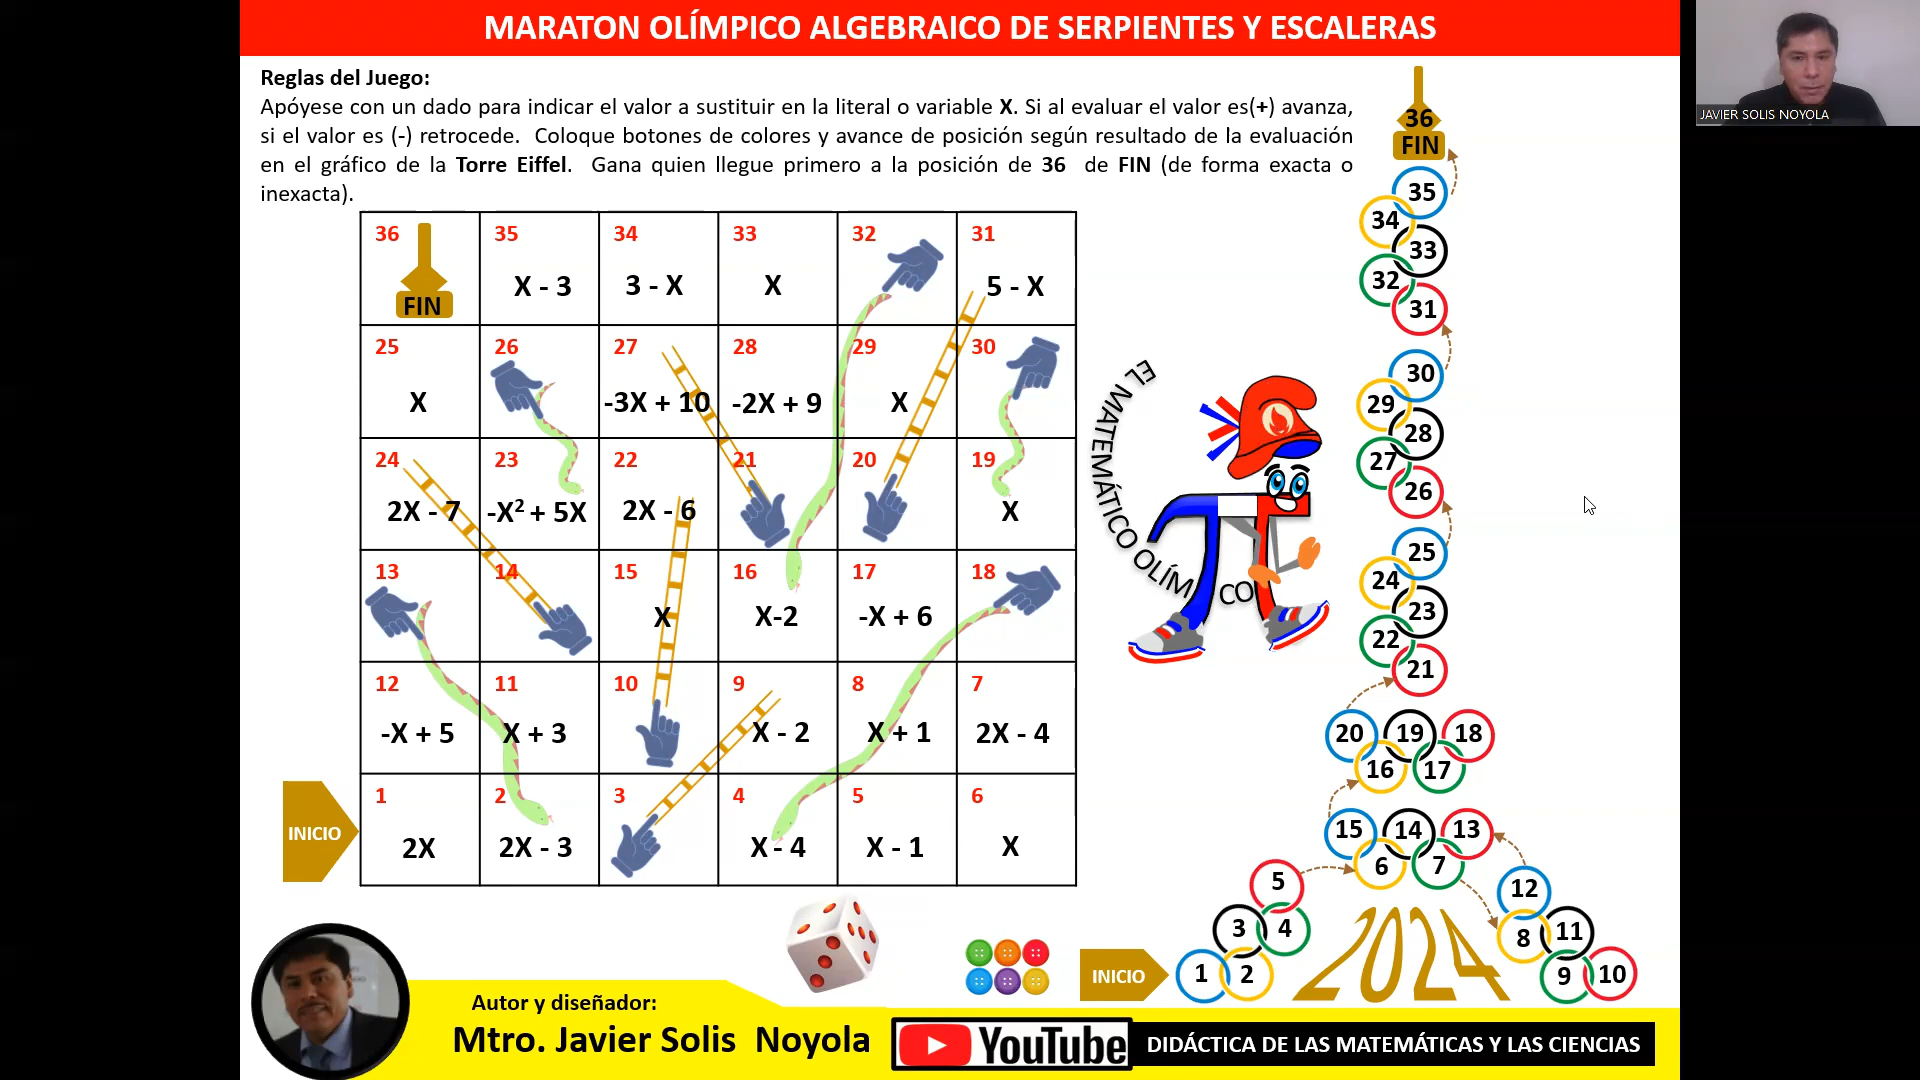 MARATON OLÍMPICO ALGEBRAICO DE SERPIENTES Y ESCALERAS
JAVIER SOLIS NOYOLA
Reglas del Juego:
Apóyese con un dado para indicar el valor a sustituir en la literal o variable X. Si al evaluar el valor es(+) avanza,
si el valor es (-) retrocede. Coloque botones de colores y avance de posición según resultado de la evaluación
en el gráfico de la Torre Eiffel. Gana quien llegue primero a la posición de 36 de FIN (de forma exacta o
inexacta).
36 35 34 33 32 31
FIN X - 3 3 - X X 5 - X
25 26 27 28 29 30
X -3X + 10 -2X + 9 X
24 23 22 21 20 19
2X - 7 -X² + 5X 2X - 6 X
13 14 15 16 17 18
X X-2 -X + 6
12 11 10 9 8 7
-X + 5 X + 3 X - 2 X + 1 2X - 4
1 2 3 4 5 6
INICIO 2X 2X - 3 X - 4 X - 1 X
EL MATEMÁTICO OLÍM CO
36
FIN
35
34
33
32
31
30
29
28
27
26
25
24
23
22
21
20 19 18
16 17
15 14 13
6 7
5 12
3 4 8 11
INICIO 1 2 2024 9 10
Autor y diseñador:
Mtro. Javier Solis Noyola
YouTube
DIDÁCTICA DE LAS MATEMÁTICAS Y LAS CIENCIAS